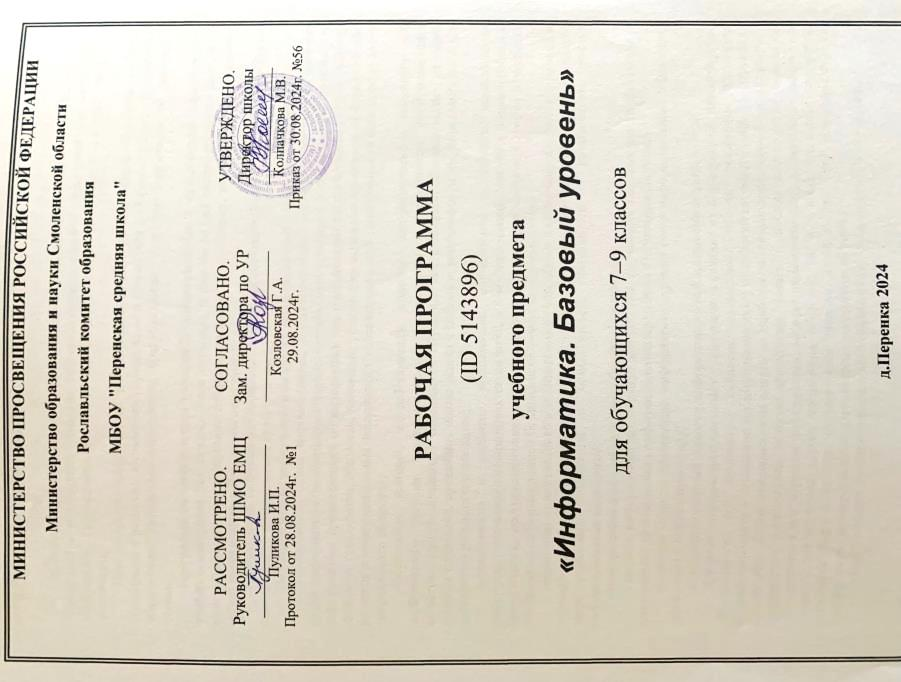 МИНИСТЕРСТВО ПРОСВЕЩЕНИЯ РОССИЙСКОЙ ФЕДЕРАЦИИ
Министерство образования и науки Смоленской области
Рославльский комитет образования
МБОУ "Перенская средняя школа"
РАССМОТРЕНО.
Руководитель ШМО ЕМЦ
Пуликова И.П.
Протокол от 28.08.2024г. №1
СОГЛАСОВАНО.
Зам. директора по УР
Козловская Г.А.
29.08.2024г.
УТВЕРЖДЕНО.
Директор школы
Колпачкова М.В.
Приказ от 30.08.2024г. №56
РАБОЧАЯ ПРОГРАММА
(ID 5143896)
учебного предмета
«Информатика. Базовый уровень»
для обучающихся 7–9 классов
д.Перенка 2024